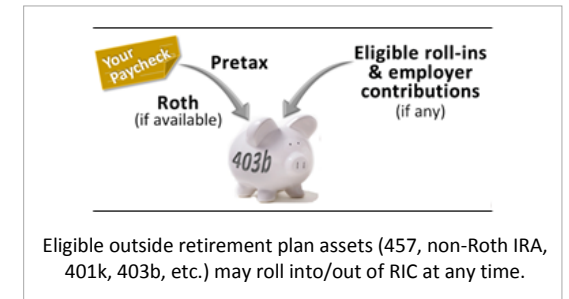 Your
Paycheck
Pretax
Roth
(if available)
Eligible roll-ins
& employer
contributions
(if any)
403b
Eligible outside retirement plan assets (457, non-Roth IRA,
401k, 403b, etc.) may roll into/out of RIC at any time.